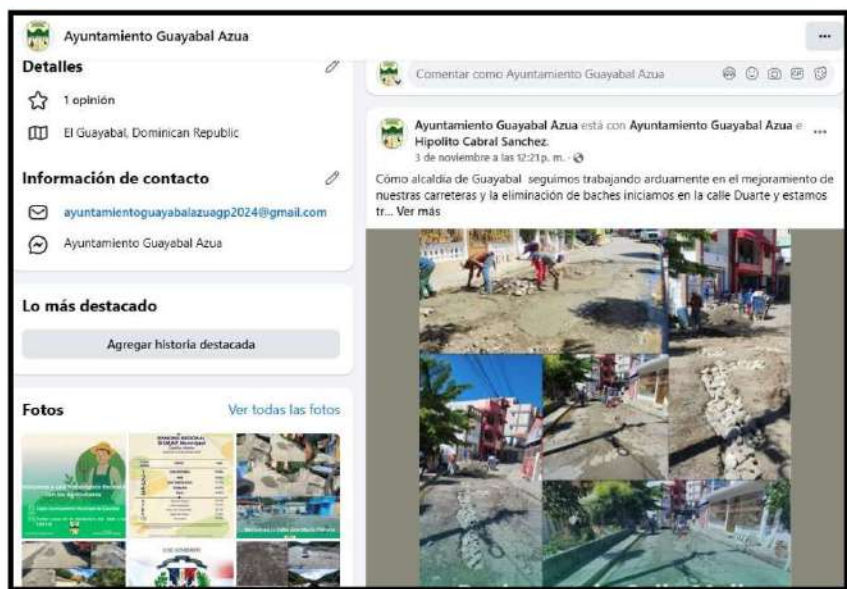 Ayuntamiento Guayabal Azua
Detalles
1 opinión
El Guayabal, Dominican Republic
Información de contacto
ayuntamientoguayabalazuagp2024@gmail.com
Ayuntamiento Guayabal Azua
Lo más destacado
Agregar historia destacada
Fotos
Ver todas las fotos
Comentar como Ayuntamiento Guayabal Azua
Ayuntamiento Guayabal Azua está con Ayuntamiento Guayabal Azua e
Hipolito Cabral Sanchez.
3 de noviembre a las 12:21 p. m.
Cómo alcaldía de Guayabal seguimos trabajando arduamente en el mejoramiento de
nuestras carreteras y la eliminación de baches iniciamos en la calle Duarte y estamos
tr... Ver más